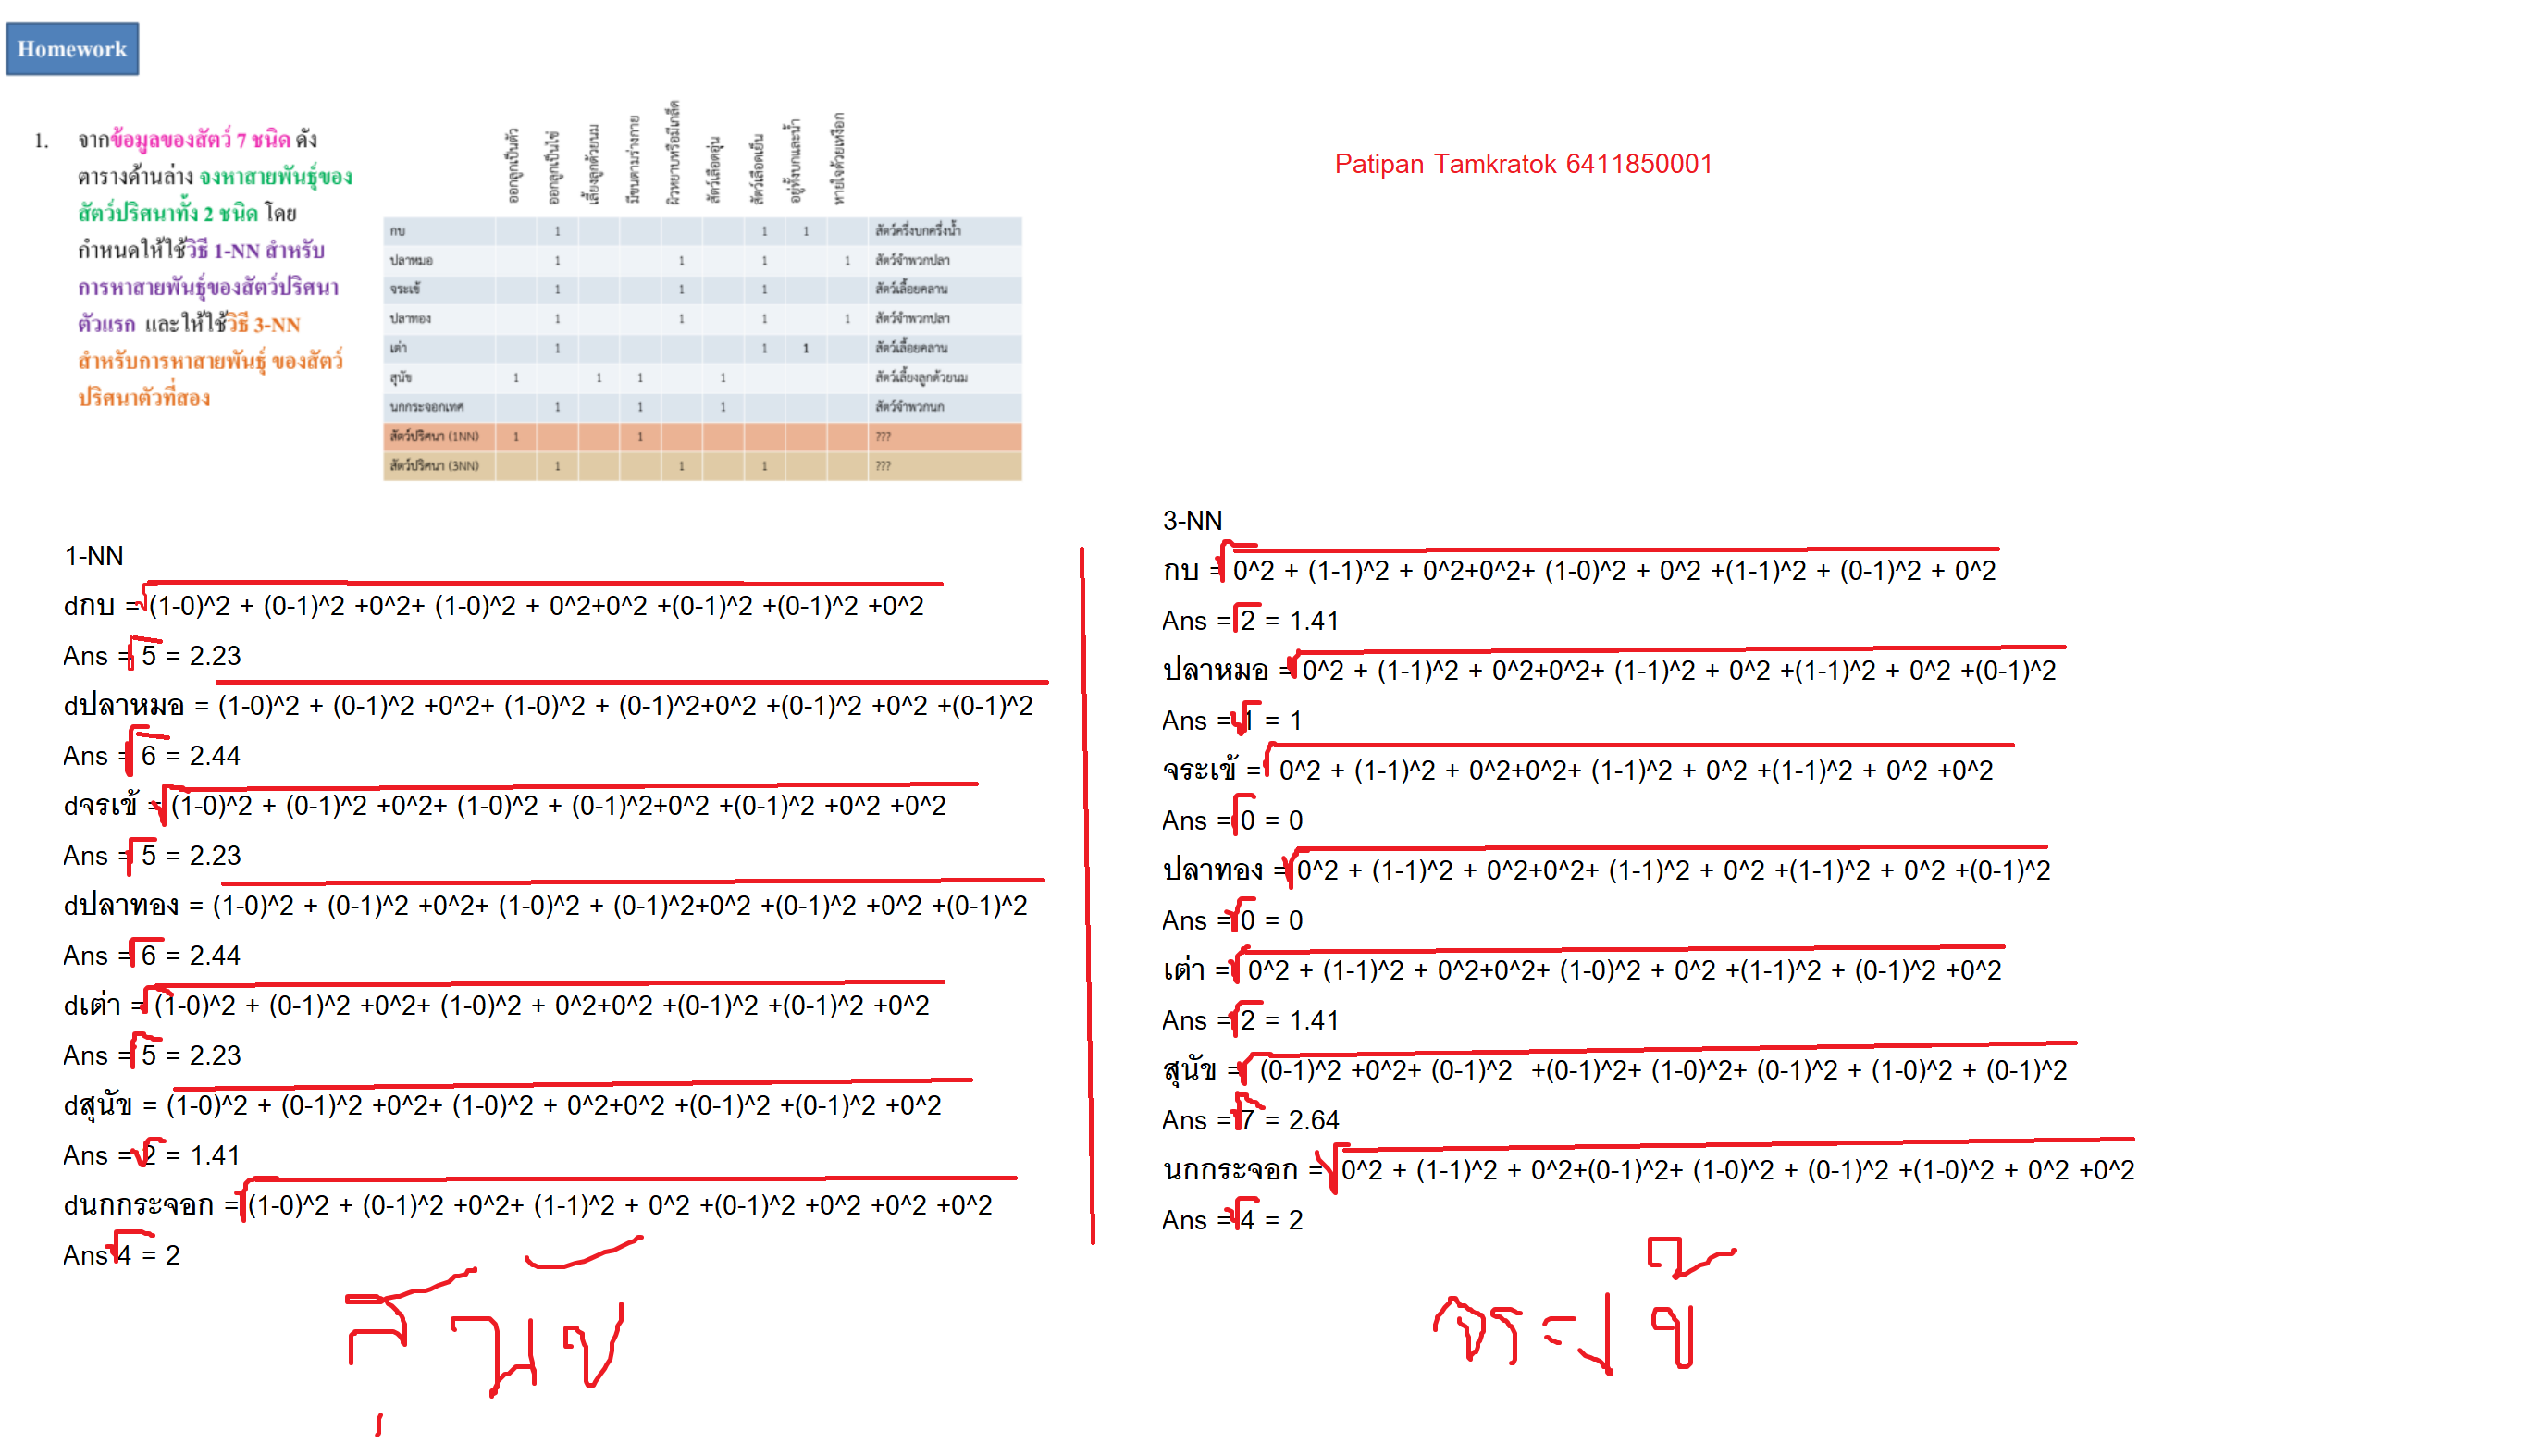 Homework
1. จากข้อมูลของสัตว์ 7 ชนิด ดัง
ตารางด้านล่าง จงหาสายพันธุ์ของ
สัตว์ปริศนาทั้ง 2 ชนิด โดย
กำหนดให้ใช้วิธี 1-NN สำหรับ
การหาสายพันธุ์ของสัตว์ปริศนา
ตัวแรก และให้ใช้วิธี 3-NN
สำหรับการหาสายพันธุ์ ของสัตว์
ปริศนาตัวที่สอง
ออกลูกเป็นตัว
ออกลูกเป็นไข่
เลี้ยงลูกด้วยนม
มีขนตามร่างกาย
ผิวหยาบหรือมีเกล็ด
สัตว์เลือดอุ่น
สัตว์เลือดเย็น
อยู่ทั้งบกและน้ำ
หายใจด้วยเหงือก
กบ 1 1 1 สัตว์ครึ่งบกครึ่งน้ำ
ปลาหมอ 1 1 1 1 สัตว์จำพวกปลา
จระเข้ 1 1 1 สัตว์เลื้อยคลาน
ปลาทอง 1 1 1 1 สัตว์จำพวกปลา
เต่า 1 1 1 สัตว์เลื้อยคลาน
สุนัข 1 1 1 1 สัตว์เลี้ยงลูกด้วยนม
นกกระจอกเทศ 1 1 1 สัตว์จำพวกนก
สัตว์ปริศนา (1NN) 1 1 ???
สัตว์ปริศนา (3NN) 1 1 1 ???
Patipan Tamkratok 6411850001
1-NN
dกบ =√(1-0)^2 + (0-1)^2 +0^2+ (1-0)^2 + 0^2+0^2 +(0-1)^2 +(0-1)^2 +0^2
Ans = √5 = 2.23
dปลาหมอ = (1-0)^2 + (0-1)^2 +0^2+ (1-0)^2 + (0-1)^2+0^2 +(0-1)^2 +0^2 +(0-1)^2
Ans = √6 = 2.44
dจรเข้ = √(1-0)^2 + (0-1)^2 +0^2+ (1-0)^2 + (0-1)^2+0^2 +(0-1)^2 +0^2 +0^2
Ans = √5 = 2.23
dปลาทอง = (1-0)^2 + (0-1)^2 +0^2+ (1-0)^2 + (0-1)^2+0^2 +(0-1)^2 +0^2 +(0-1)^2
Ans = √6 = 2.44
dเต่า = √(1-0)^2 + (0-1)^2 +0^2+ (1-0)^2 + 0^2+0^2 +(0-1)^2 +(0-1)^2 +0^2
Ans = √5 = 2.23
dสุนัข = (1-0)^2 + (0-1)^2 +0^2+ (1-0)^2 + 0^2+0^2 +(0-1)^2 +(0-1)^2 +0^2
Ans = √2 = 1.41
dนกกระจอก = √(1-0)^2 + (0-1)^2 +0^2+ (1-1)^2 + 0^2 +(0-1)^2 +0^2 +0^2 +0^2
Ans √4 = 2
สุนัข
3-NN
กบ = √0^2 + (1-1)^2 + 0^2+0^2+ (1-0)^2 + 0^2 +(1-1)^2 + (0-1)^2 + 0^2
Ans = √2 = 1.41
ปลาหมอ = √0^2 + (1-1)^2 + 0^2+0^2+ (1-1)^2 + 0^2 +(1-1)^2 + 0^2 +(0-1)^2
Ans = √1 = 1
จระเข้ = √0^2 + (1-1)^2 + 0^2+0^2+ (1-1)^2 + 0^2 +(1-1)^2 + 0^2 +0^2
Ans = √0 = 0
ปลาทอง = √0^2 + (1-1)^2 + 0^2+0^2+ (1-1)^2 + 0^2 +(1-1)^2 + 0^2 +(0-1)^2
Ans = √0 = 0
เต่า = √0^2 + (1-1)^2 + 0^2+0^2+ (1-0)^2 + 0^2 +(1-1)^2 + (0-1)^2 +0^2
Ans = √2 = 1.41
สุนัข = √(0-1)^2 +0^2+ (0-1)^2 +(0-1)^2+ (1-0)^2+ (0-1)^2 + (1-0)^2 + (0-1)^2
Ans = √7 = 2.64
นกกระจอก = √0^2 + (1-1)^2 + 0^2+(0-1)^2+ (1-0)^2 + (0-1)^2 +(1-0)^2 + 0^2 +0^2
Ans = √4 = 2
จระเข้